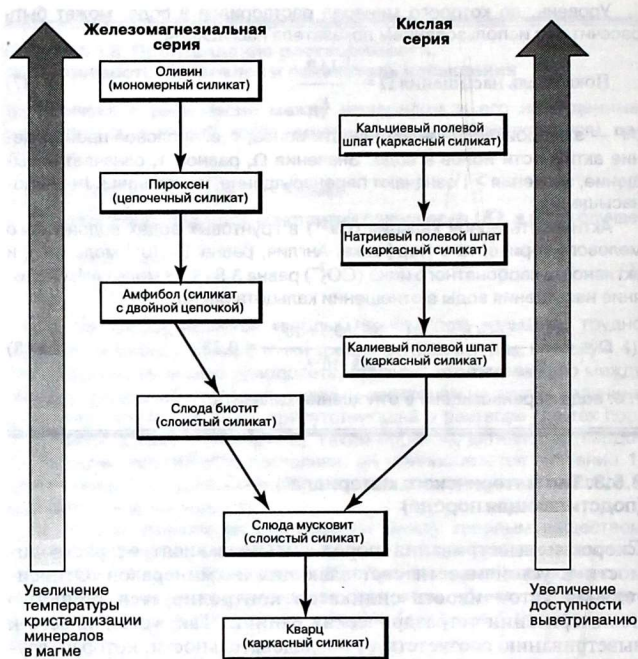 Железомагнезиальная
серия
Кислая
серия
Оливин
(мономерный силикат)
Кальциевый полевой
шпат (каркасный силикат)
Пироксен
(цепочечный силикат)
Натриевый полевой шпат
(каркасный силикат)
Амфибол (силикат
с двойной цепочкой)
Калиевый полевой шпат
(каркасный силикат)
Слюда биотит
(слоистый силикат)
Слюда мусковит
(слоистый силикат)
Кварц
(каркасный силикат)
Увеличение
температуры
кристаллизации
минералов
в магме
Увеличение
доступности
выветриванию